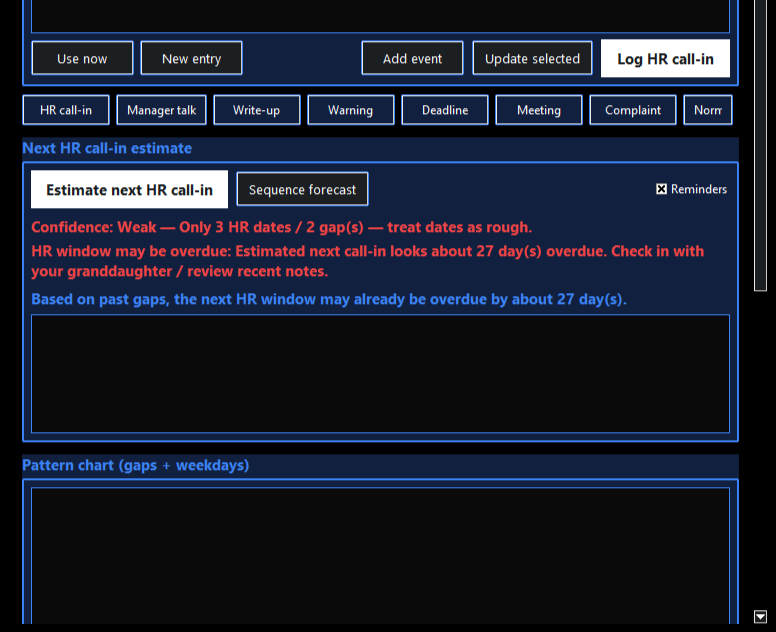 Use now New entry Add event Update selected Log HR call-in
HR call-in Manager talk Write-up Warning Deadline Meeting Complaint Norm
Next HR call-in estimate
Estimate next HR call-in Sequence forecast Reminders
Confidence: Weak — Only 3 HR dates / 2 gap(s) — treat dates as rough.
HR window may be overdue: Estimated next call-in looks about 27 day(s) overdue. Check in with
your granddaughter / review recent notes.
Based on past gaps, the next HR window may already be overdue by about 27 day(s).
Pattern chart (gaps + weekdays)